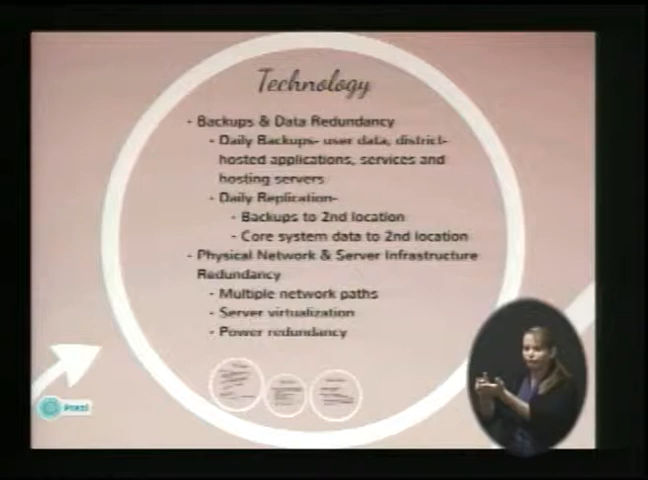 Technology
- Backups & Data Redundancy
- Daily Backups- user data, district-
hosted applications, services and
hosting servers
- Daily Replication-
- Backups to 2nd location
- Core system data to 2nd location
- Physical Network & Server Infrastructure
Redundancy
- Multiple network paths
- Server virtualization
- Power redundancy
Prezi